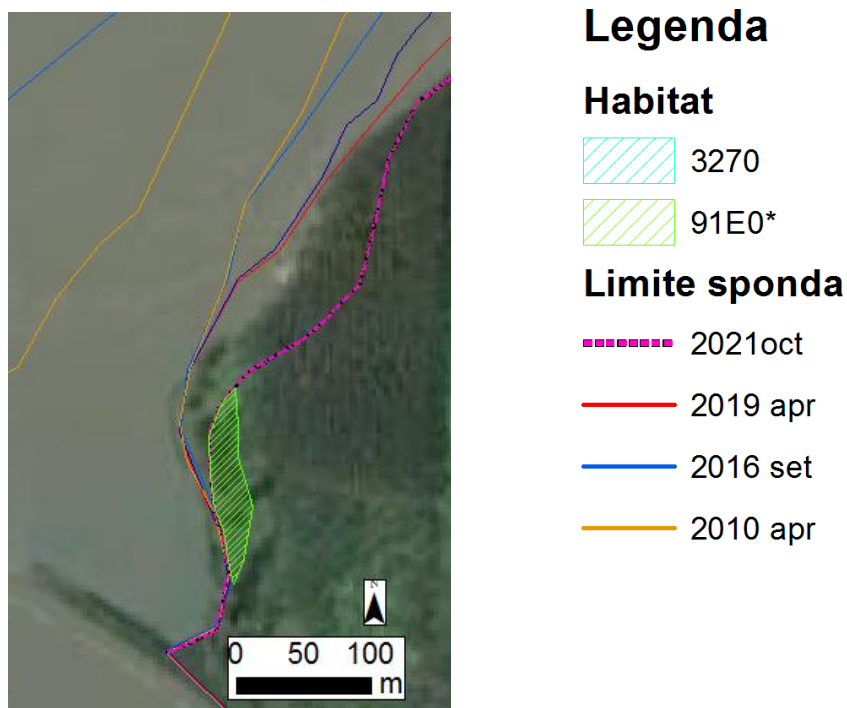 Legenda
Habitat
3270
91E0*
Limite sponda
2021oct
2019 apr
2016 set
2010 apr
0 50 100
m